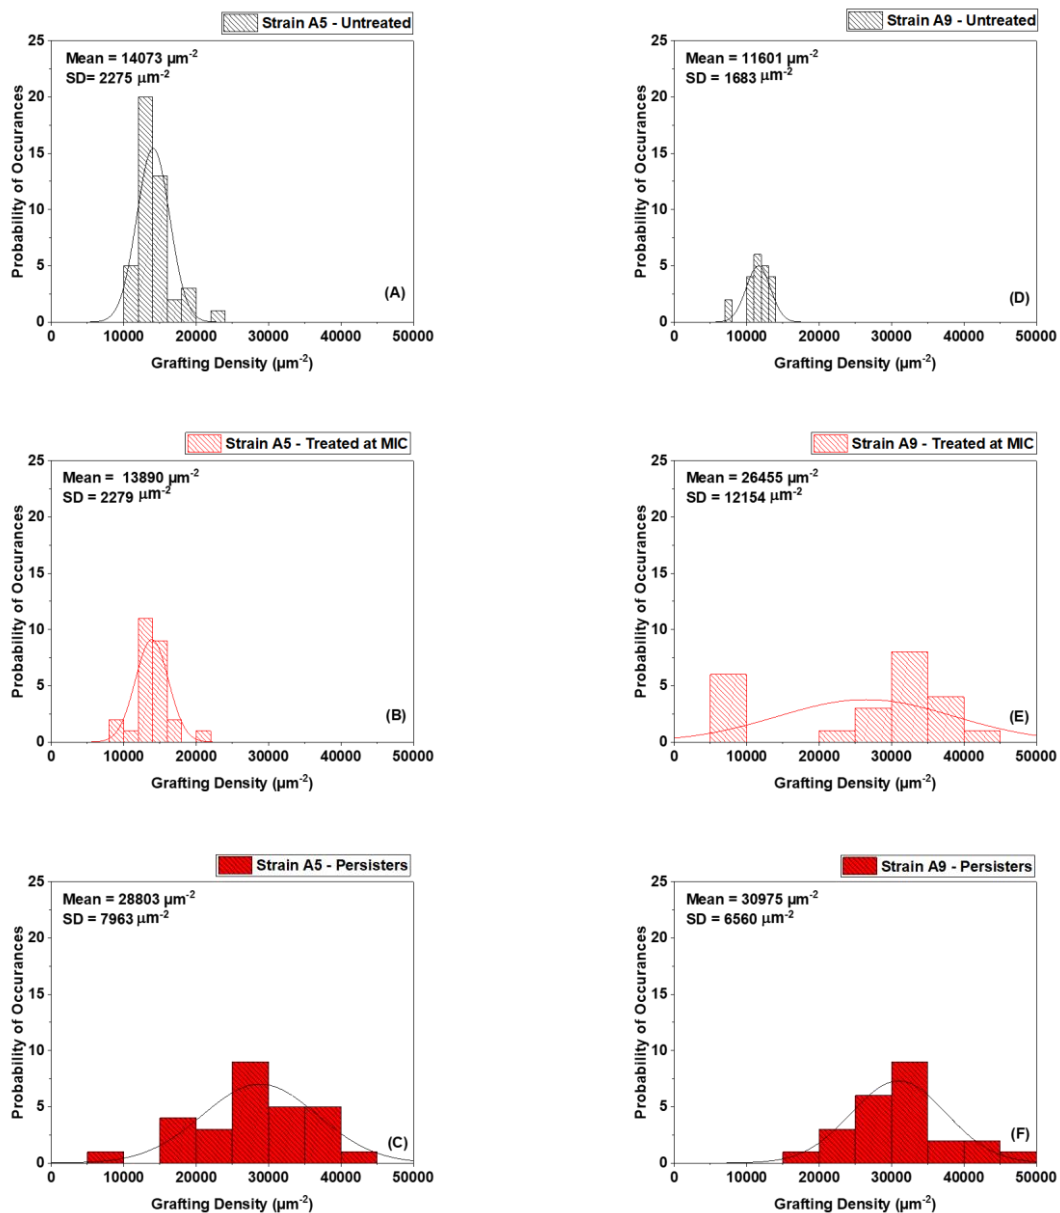 Strain A5 - Untreated
Mean = 14073 µm-2
SD= 2275 µm-2
(A)
25
20
15
10
5
0
Probability of Occurances
0 10000 20000 30000 40000 50000
Grafting Density (µm-2)
Strain A9 - Untreated
Mean = 11601 µm-2
SD = 1683 µm-2
(D)
25
20
15
10
5
0
Probability of Occurances
0 10000 20000 30000 40000 50000
Grafting Density (µm-2)
Strain A5 - Treated at MIC
Mean = 13890 µm-2
SD = 2279 µm-2
(B)
25
20
15
10
5
0
Probability of Occurances
0 10000 20000 30000 40000 50000
Grafting Density (µm-2)
Strain A9 - Treated at MIC
Mean = 26455 µm-2
SD = 12154 µm-2
(E)
25
20
15
10
5
0
Probability of Occurances
0 10000 20000 30000 40000 50000
Grafting Density (µm-2)
Strain A5 - Persisters
Mean = 28803 µm-2
SD = 7963 µm-2
(C)
25
20
15
10
5
0
Probability of Occurances
0 10000 20000 30000 40000 50000
Grafting Density (µm-2)
Strain A9 - Persisters
Mean = 30975 µm-2
SD = 6560 µm-2
(F)
25
20
15
10
5
0
Probability of Occurances
0 10000 20000 30000 40000 50000
Grafting Density (µm-2)